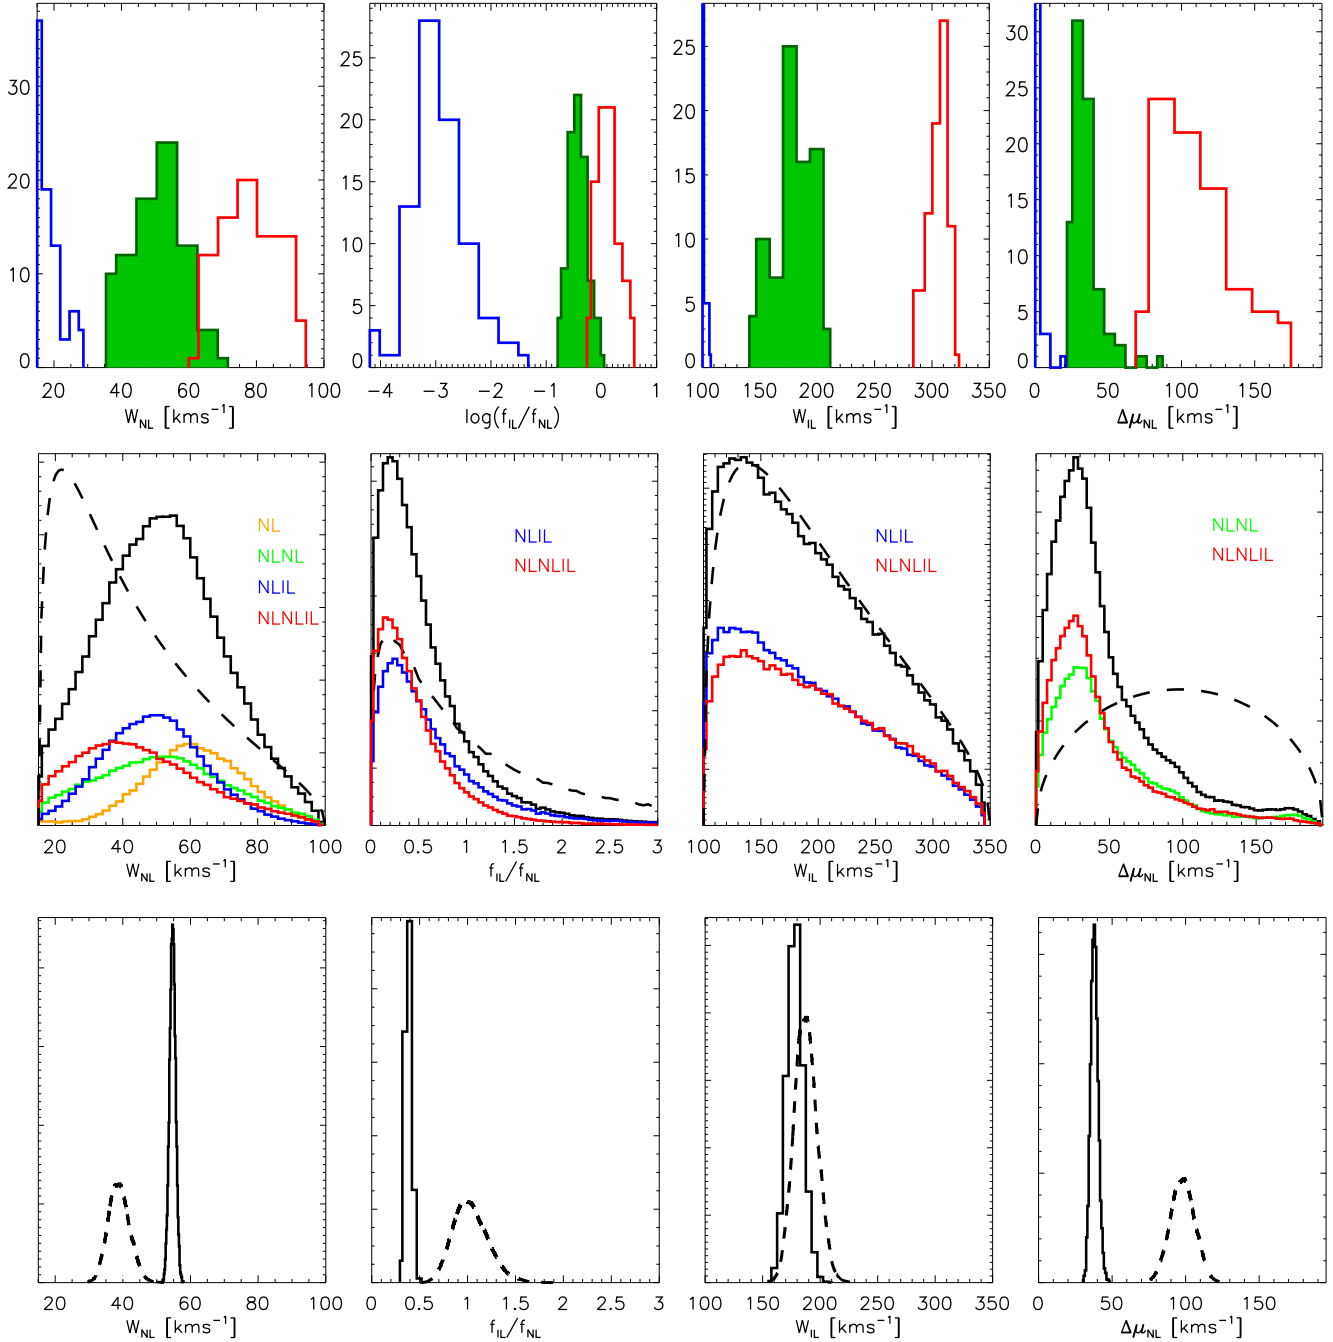 30
20
10
0
20 40 60 80 100
W_NL [kms⁻¹]
25
20
15
10
5
0
−4 −3 −2 −1 0 1
log(f_IL/f_NL)
25
20
15
10
5
0
100 150 200 250 300 350
W_IL [kms⁻¹]
30
25
20
15
10
5
0
0 50 100 150
Δμ_NL [kms⁻¹]
NL
NLNL
NLIL
NLNLIL
20 40 60 80 100
W_NL [kms⁻¹]
NLIL
NLNLIL
0 0.5 1 1.5 2 2.5 3
f_IL/f_NL
NLIL
NLNLIL
100 150 200 250 300 350
W_IL [kms⁻¹]
NLNL
NLNLIL
0 50 100 150
Δμ_NL [kms⁻¹]
20 40 60 80 100
W_NL [kms⁻¹]
0 0.5 1 1.5 2 2.5 3
f_IL/f_NL
100 150 200 250 300 350
W_IL [kms⁻¹]
0 50 100 150
Δμ_NL [kms⁻¹]